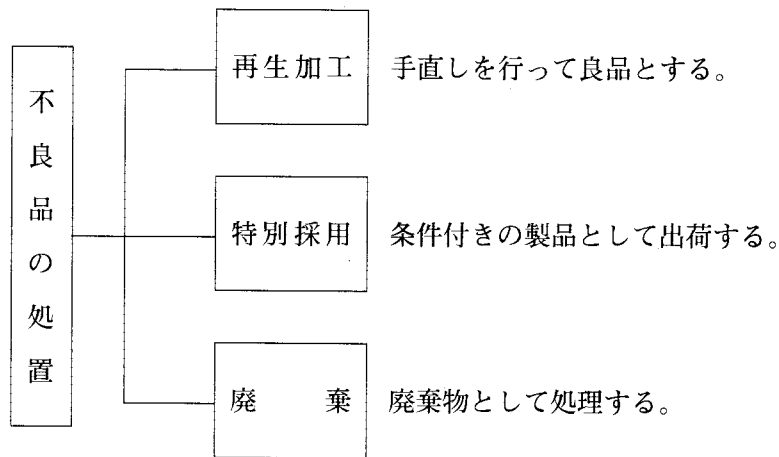 不良品の処置
再生加工 手直しを行って良品とする。
特別採用 条件付きの製品として出荷する。
廃棄 廃棄物として処理する。